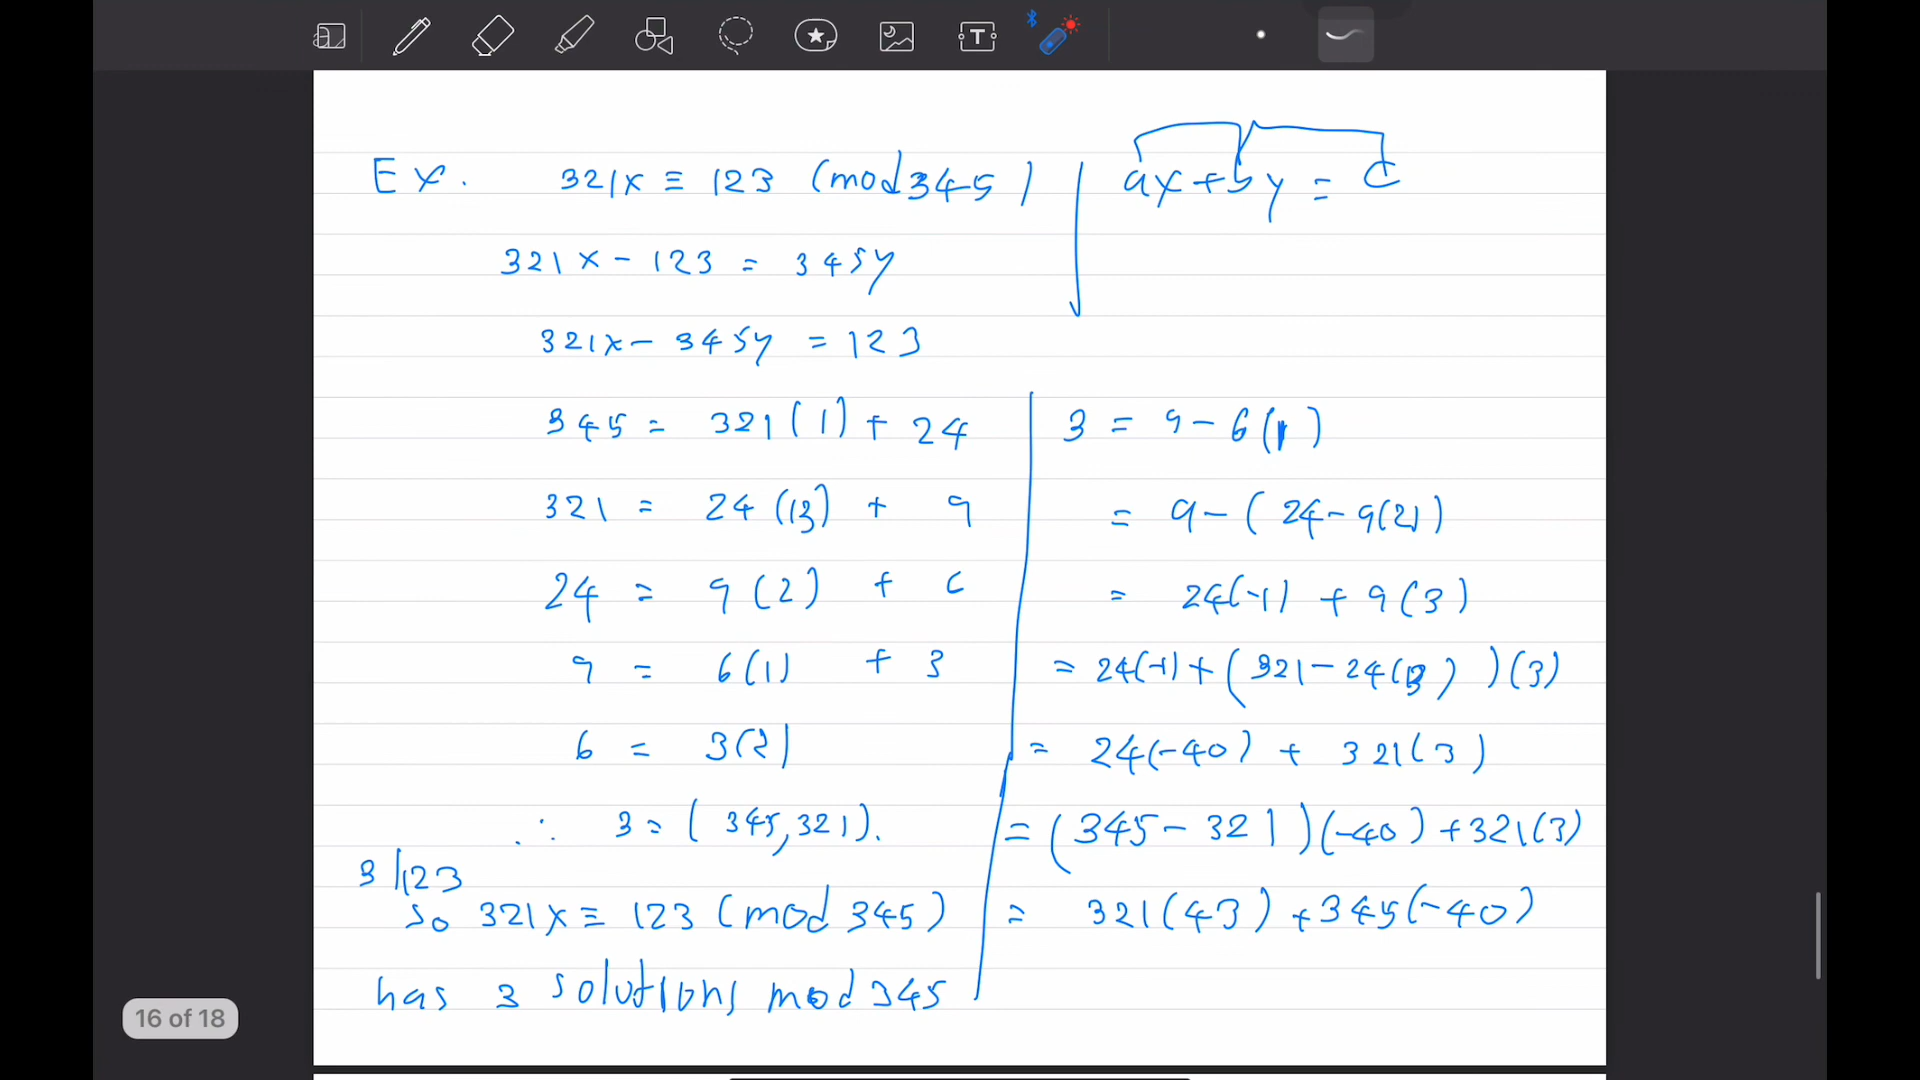 Ex. 321x ≡ 123 (mod 345)
ax + by = c
321x - 123 = 345y
321x - 345y = 123
345 = 321(1) + 24
321 = 24(13) + 9
24 = 9(2) + 6
9 = 6(1) + 3
6 = 3(2)
∴ 3 = (345,321).
3|123
so 321x ≡ 123 (mod 345)
has 3 solutions mod 345
3 = 9 - 6(1)
= 9 - (24 - 9(2))
= 24(-1) + 9(3)
= 24(-1) + (321 - 24(13))(3)
= 24(-40) + 321(3)
= (345 - 321)(-40) + 321(3)
= 321(43) + 345(-40)
16 of 18